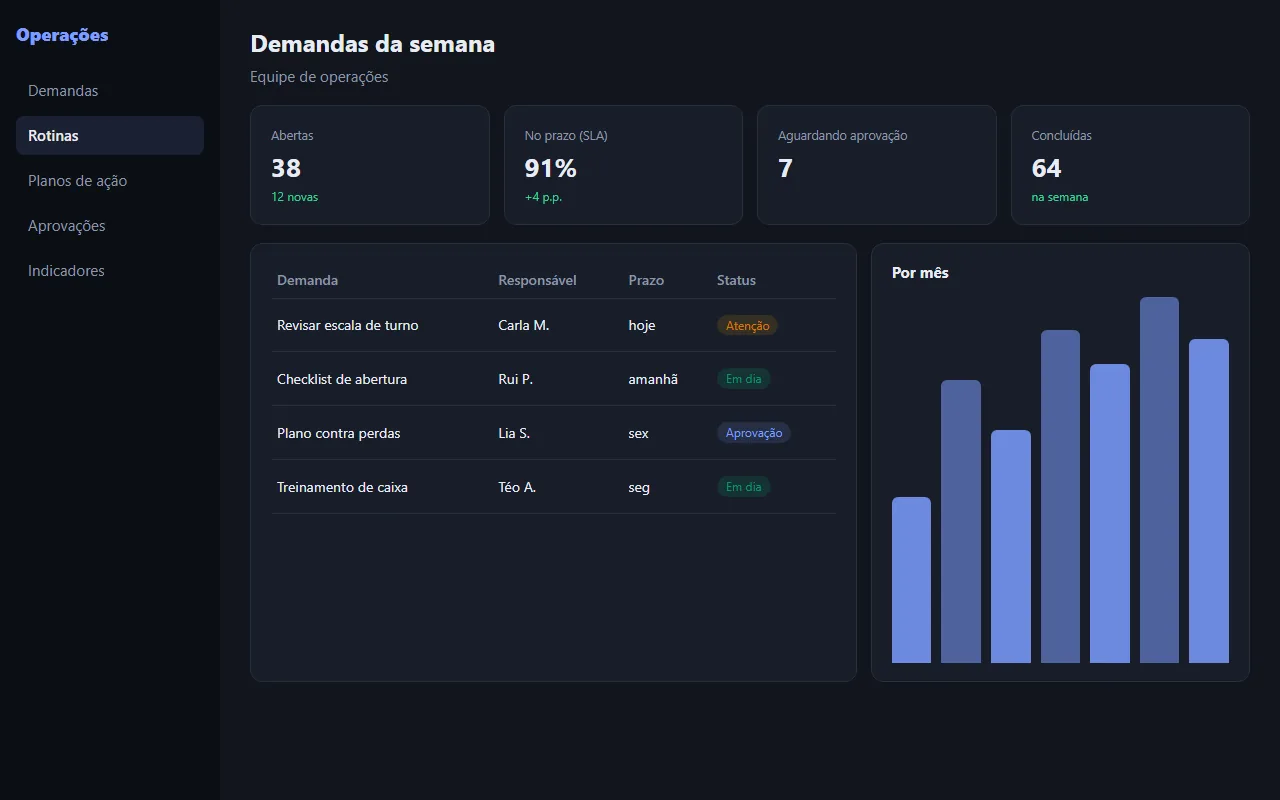 Operações
Demandas
Rotinas
Planos de ação
Aprovações
Indicadores
Demandas da semana
Equipe de operações
Abertas
38
12 novas
No prazo (SLA)
91%
+4 p.p.
Aguardando aprovação
7
Concluídas
64
na semana
Demanda Responsável Prazo Status
Revisar escala de turno Carla M. hoje Atenção
Checklist de abertura Rui P. amanhã Em dia
Plano contra perdas Lia S. sex Aprovação
Treinamento de caixa Téo A. seg Em dia
Por mês